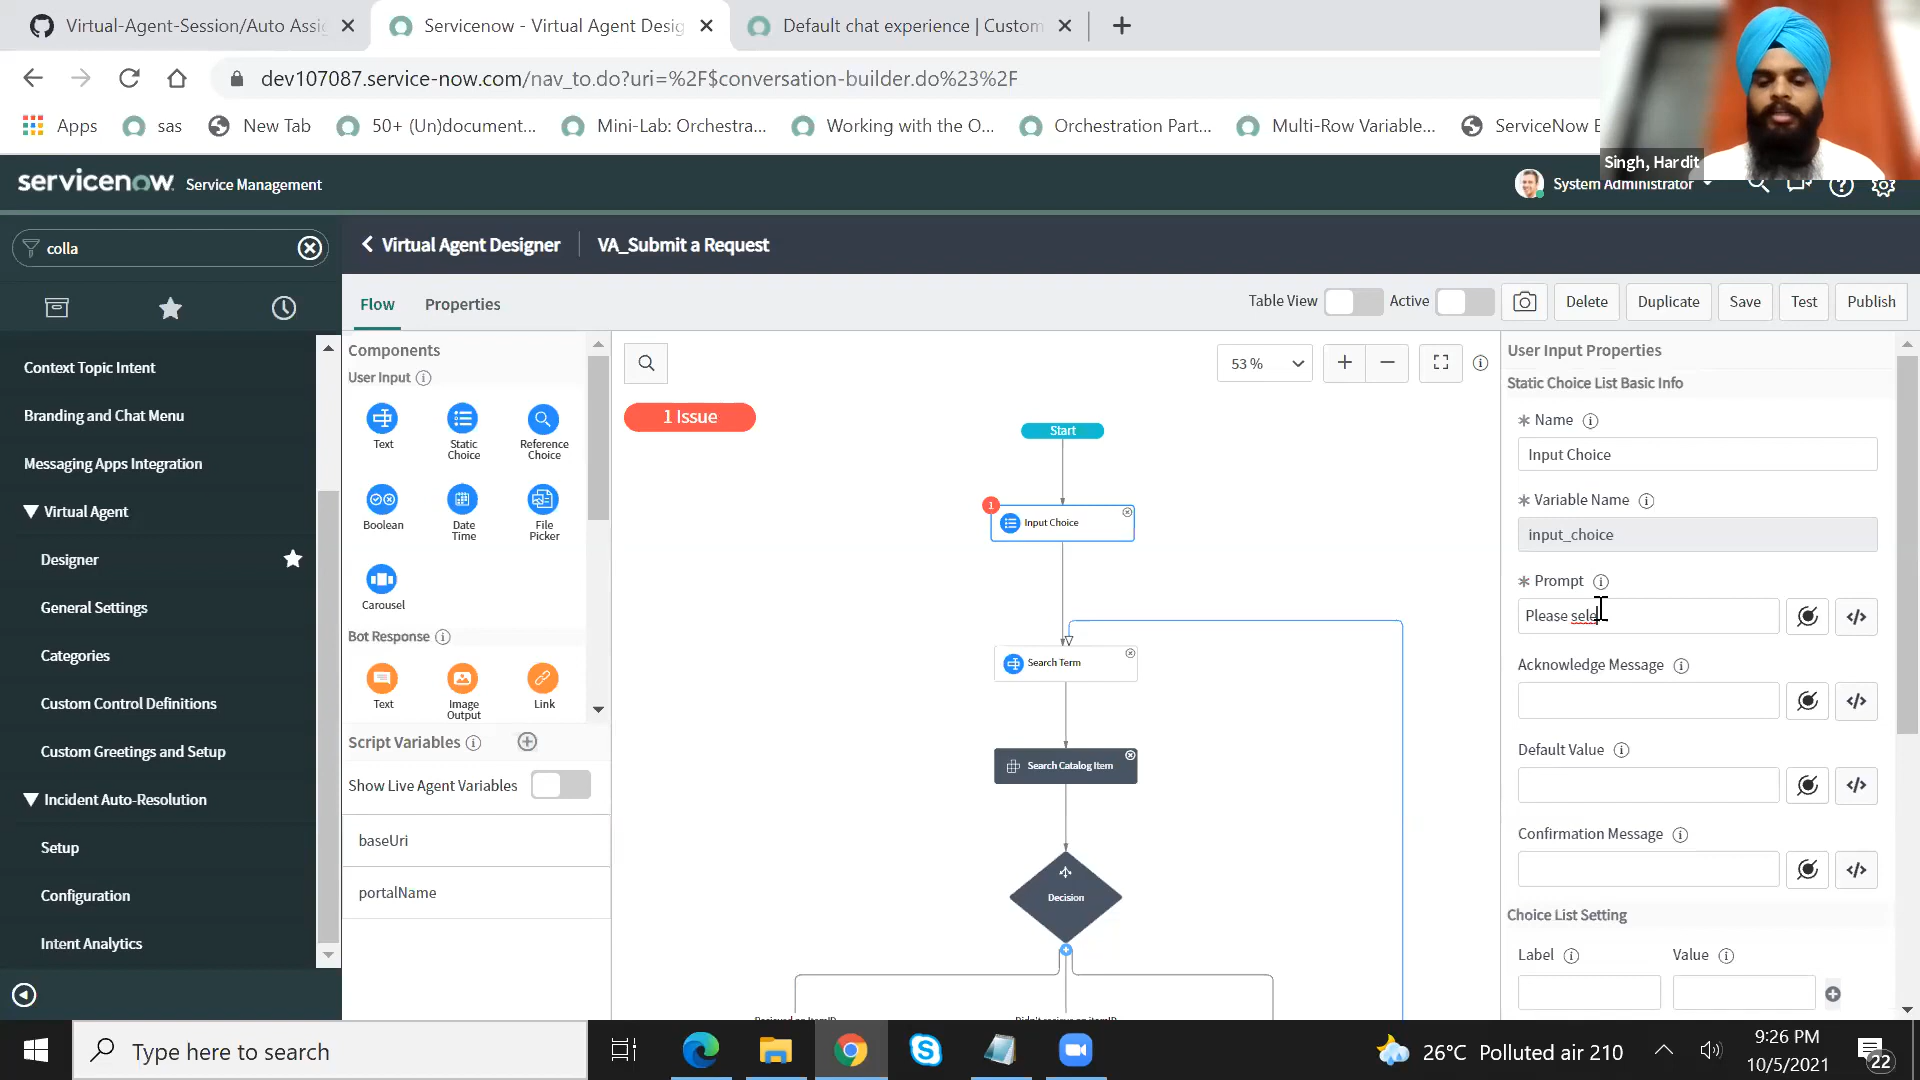 Virtual-Agent-Session/Auto Assig
Servicenow - Virtual Agent Desig
Default chat experience | Custom
dev107087.service-now.com/nav_to.do?uri=%2F$conversation-builder.do%23%2F
Apps
sas
New Tab
50+ (Un)document...
Mini-Lab: Orchestra...
Working with the O...
Orchestration Part...
Multi-Row Variable...
ServiceNow
Singh, Hardit
servicenow Service Management
System Administrator
colla
Virtual Agent Designer
VA_Submit a Request
Flow
Properties
Table View
Active
Delete
Duplicate
Save
Test
Publish
Context Topic Intent
Branding and Chat Menu
Messaging Apps Integration
Virtual Agent
Designer
General Settings
Categories
Custom Control Definitions
Custom Greetings and Setup
Incident Auto-Resolution
Setup
Configuration
Intent Analytics
Components
User Input
Text
Static Choice
Reference Choice
Boolean
Date Time
File Picker
Carousel
Bot Response
Text
Image Output
Link
Script Variables
Show Live Agent Variables
baseUri
portalName
53 %
1 Issue
Start
1
Input Choice
Search Term
Search Catalog Item
Decision
User Input Properties
Static Choice List Basic Info
Name
Input Choice
Variable Name
input_choice
Prompt
Please sele
Acknowledge Message
Default Value
Confirmation Message
Choice List Setting
Label
Value
Type here to search
26°C Polluted air 210
9:26 PM
10/5/2021
22